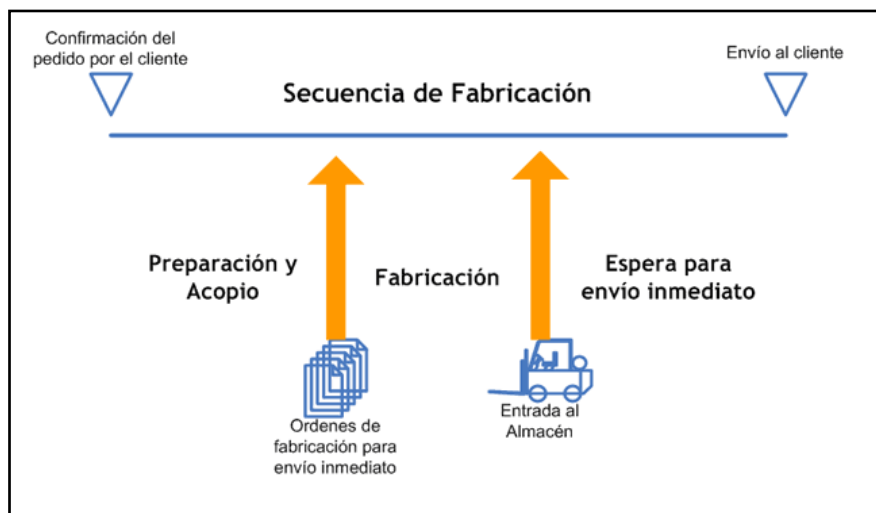 Confirmación del
pedido por el cliente
Envío al cliente
Secuencia de Fabricación
Preparación y
Acopio
Fabricación
Espera para
envío inmediato
Ordenes de
fabricación para
envío inmediato
Entrada al
Almacén